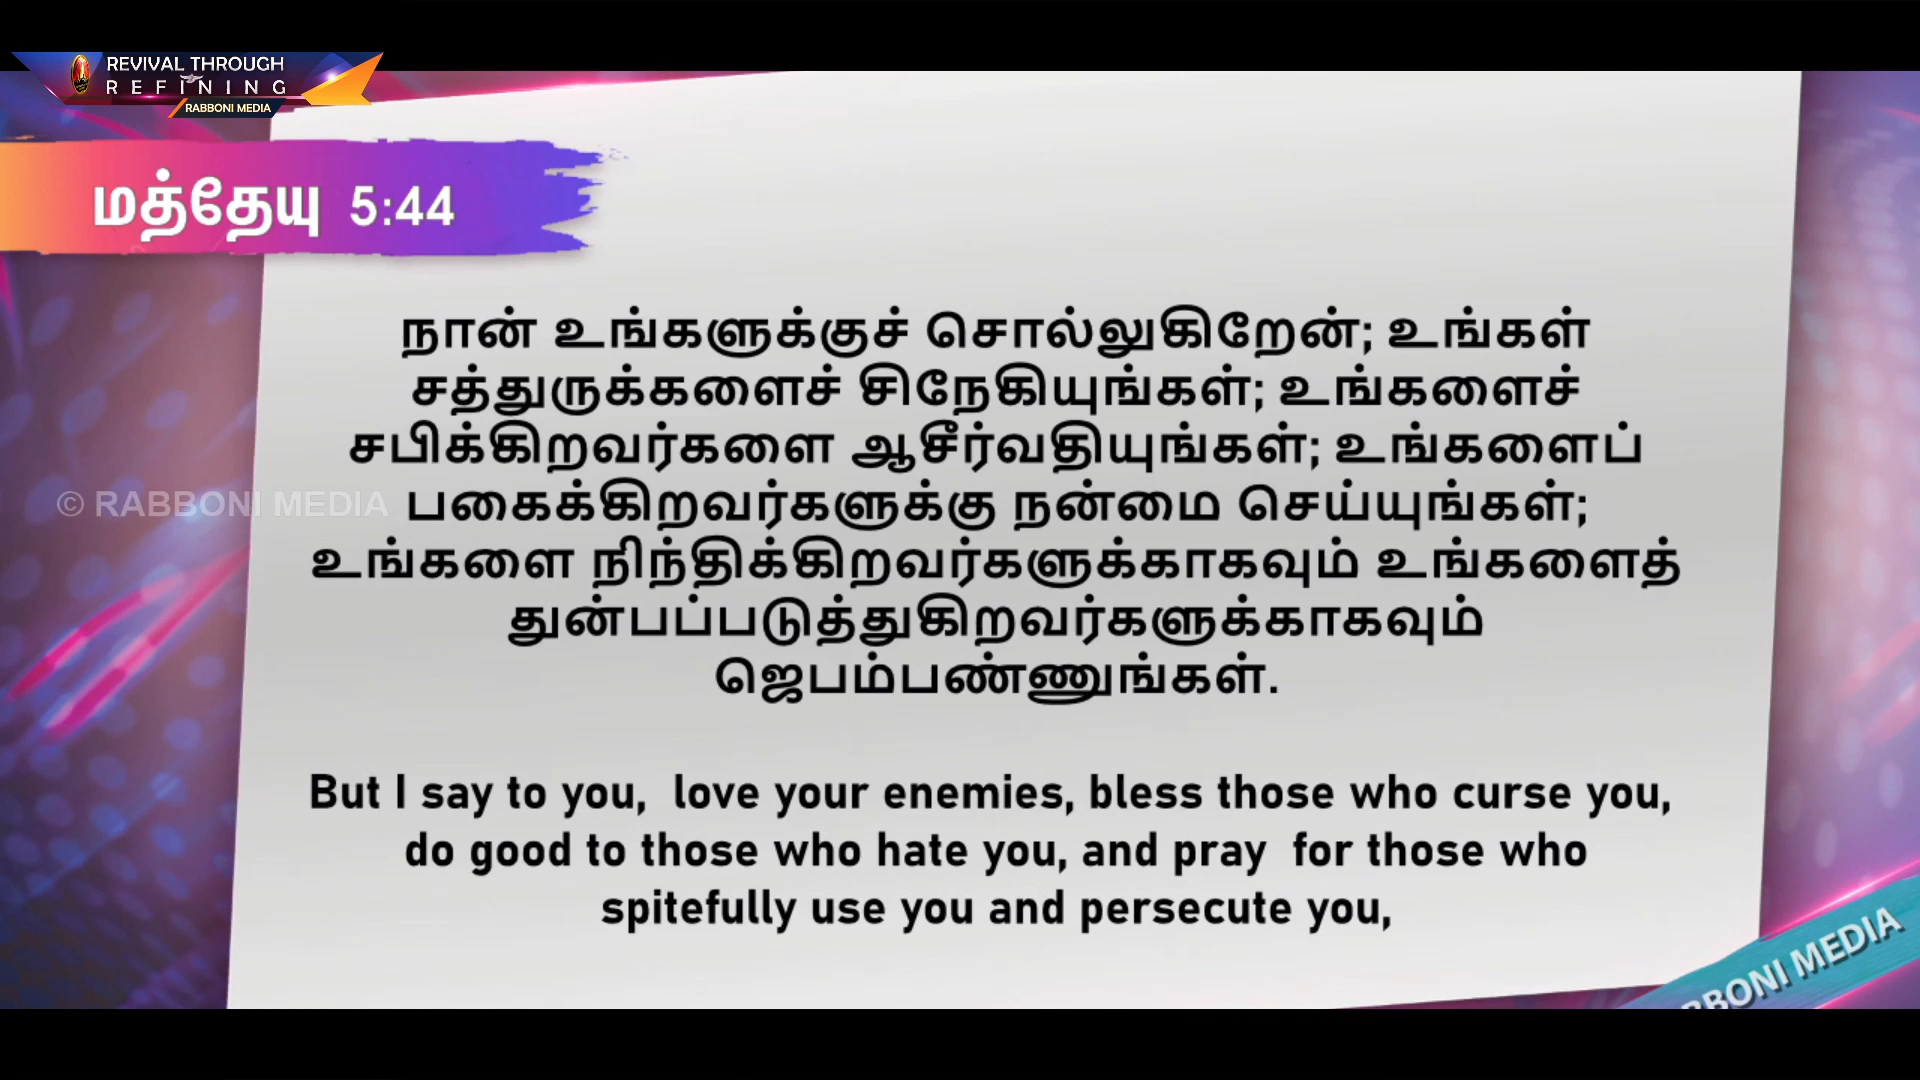 REVIVAL THROUGH
REFINING
RABBONI MEDIA
மத்தேயு 5:44
நான் உங்களுக்குச் சொல்லுகிறேன்; உங்கள்
சத்துருக்களைச் சிநேகியுங்கள்; உங்களைச்
சபிக்கிறவர்களை ஆசீர்வதியுங்கள்; உங்களைப்
© RABBONI MEDIA
பகைக்கிறவர்களுக்கு நன்மை செய்யுங்கள்;
உங்களை நிந்திக்கிறவர்களுக்காகவும் உங்களைத்
துன்பப்படுத்துகிறவர்களுக்காகவும்
ஜெபம்பண்ணுங்கள்.
But I say to you, love your enemies, bless those who curse you,
do good to those who hate you, and pray for those who
spitefully use you and persecute you,
BBONI MEDIA